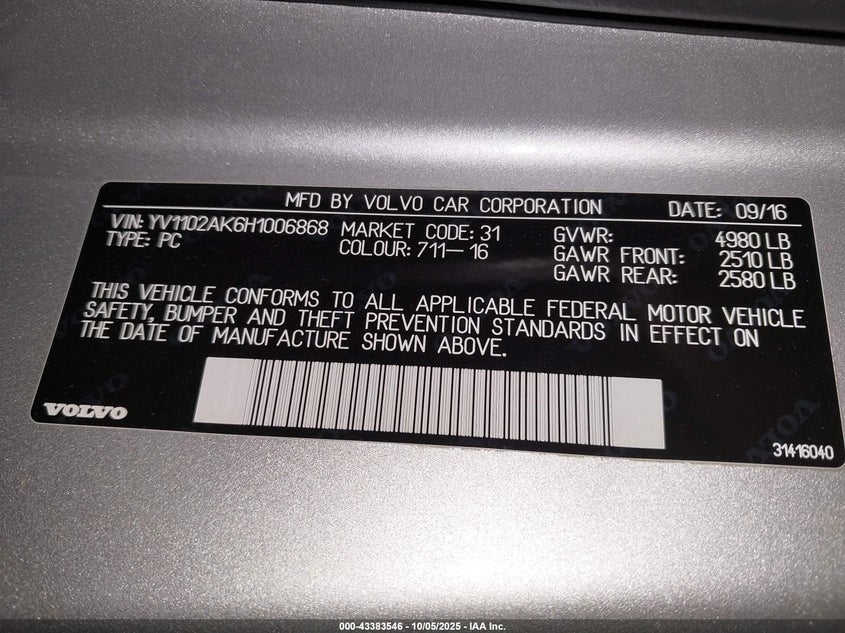 MFD BY VOLVO CAR CORPORATION DATE: 09/16
VIN: YV1102AK6H1006868 MARKET CODE: 31 GVWR: 4980 LB
TYPE: PC COLOUR: 711-16 GAWR FRONT: 2510 LB
GAWR REAR: 2580 LB
THIS VEHICLE CONFORMS TO ALL APPLICABLE FEDERAL MOTOR VEHICLE
SAFETY, BUMPER AND THEFT PREVENTION STANDARDS IN EFFECT ON
THE DATE OF MANUFACTURE SHOWN ABOVE.
VOLVO
31416040
000-43383546 - 10/05/2025 - IAA Inc.